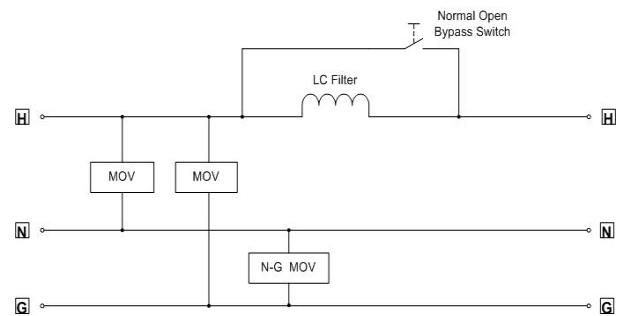 Normal Open
Bypass Switch
LC Filter
H
H
MOV
MOV
N
N
N-G MOV
G
G